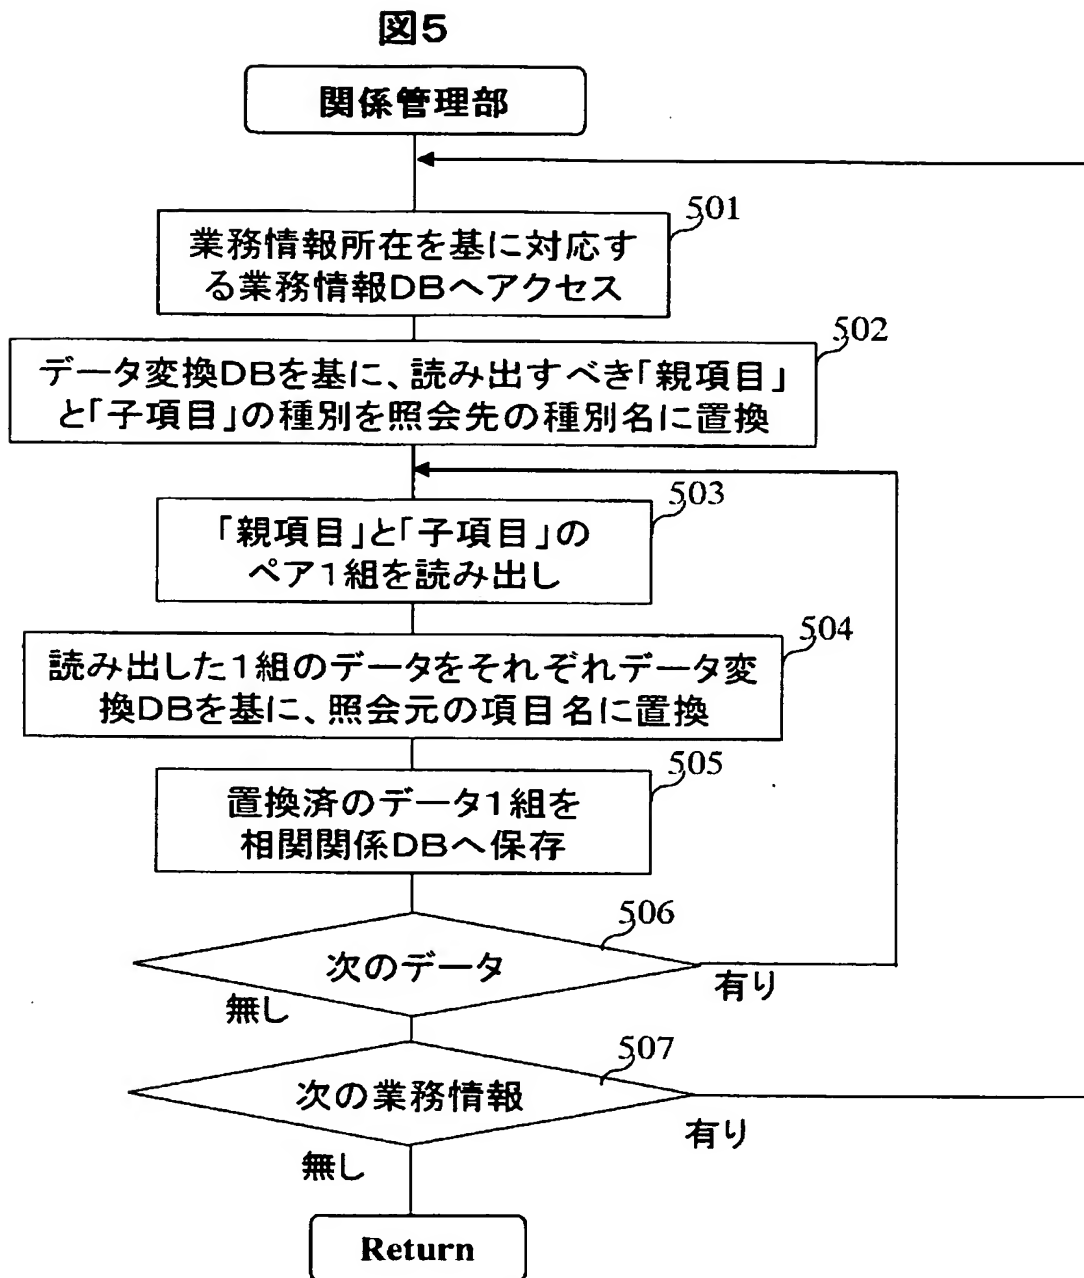 図5
関係管理部
501
業務情報所在を基に対応す
る業務情報DBへアクセス
502
データ変換DBを基に、読み出すべき「親項目」
と「子項目」の種別を照会先の種別名に置換
503
「親項目」と「子項目」の
ペア1組を読み出し
504
読み出した1組のデータをそれぞれデータ変
換DBを基に、照会元の項目名に置換
505
置換済のデータ1組を
相関関係DBへ保存
506
次のデータ
有り
無し
507
次の業務情報
有り
無し
Return